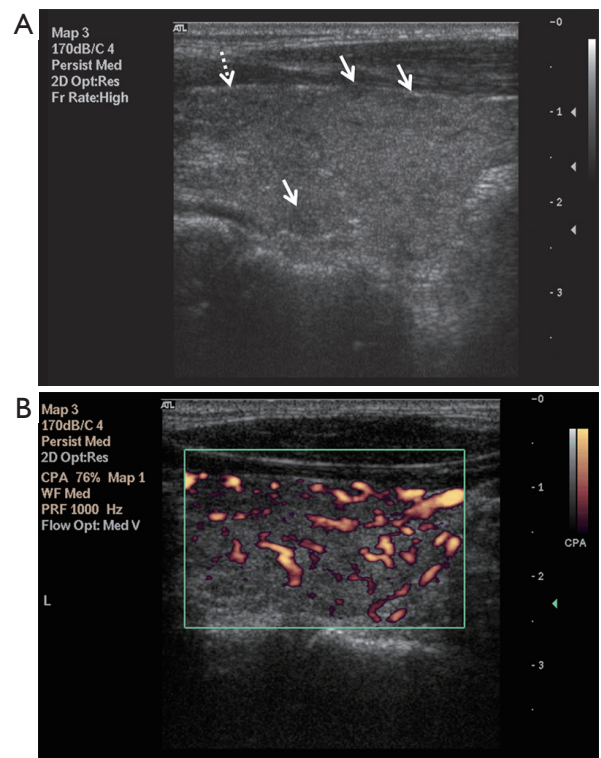 A
ATL
Map 3
170dB/C 4
Persist Med
2D Opt:Res
Fr Rate:High
-0
-1
-2
-3
B
ATL
Map 3
170dB/C 4
Persist Med
2D Opt:Res
CPA 76% Map 1
WF Med
PRF 1000 Hz
Flow Opt: Med V
L
-0
-1
-2
-3
CPA